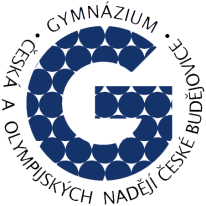 • GYMNÁZIUM •
ČESKÁ A OLYMPIJSKÝCH NADĚJÍ ČESKÉ BUDĚJOVICE
G